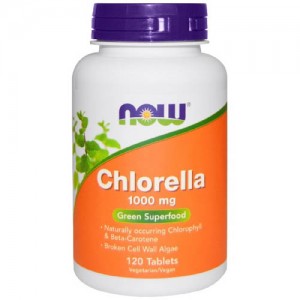 NOW
Chlorella
1000 mg
Green Superfood
• Naturally occurring Chlorophyll
& Beta-Carotene
• Broken Cell Wall Algae
120 Tablets
Vegetarian/Vegan